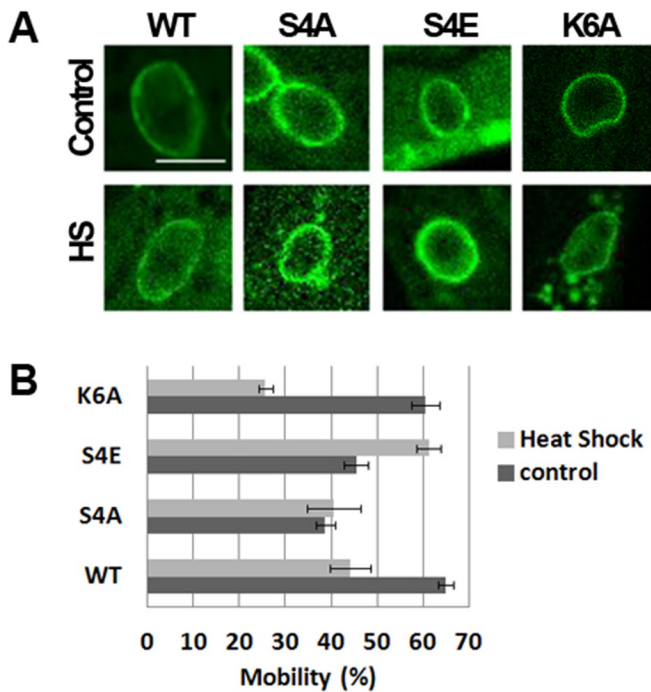 A
WT S4A S4E K6A
Control
HS
B
K6A
S4E
S4A
WT
Heat Shock
control
0 10 20 30 40 50 60 70
Mobility (%)